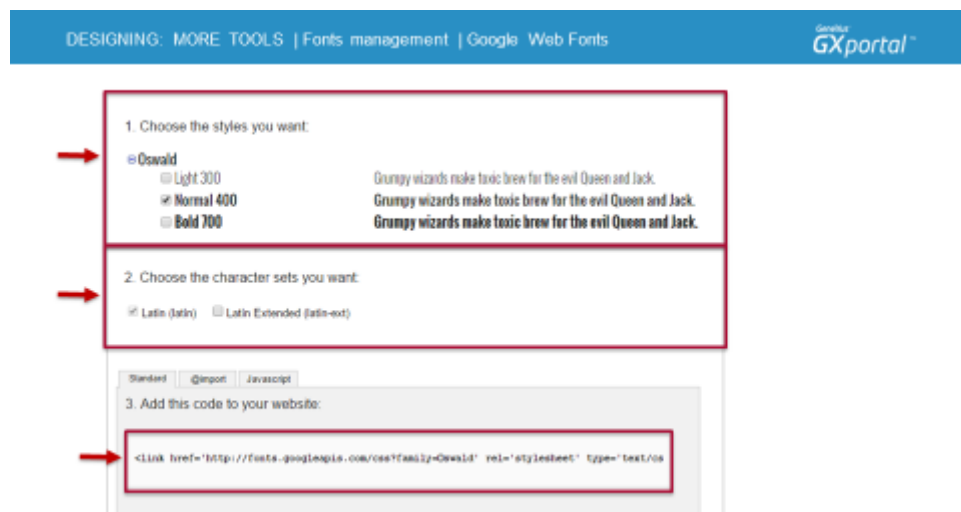 DESIGNING: MORE TOOLS | Fonts management | Google Web Fonts
GeneXus
GXportal™
1. Choose the styles you want:
Oswald
Light 300 Grumpy wizards make toxic brew for the evil Queen and Jack.
Normal 400 Grumpy wizards make toxic brew for the evil Queen and Jack.
Bold 700 Grumpy wizards make toxic brew for the evil Queen and Jack.
2. Choose the character sets you want:
Latin (latin) Latin Extended (latin-ext)
Standard @import Javascript
3. Add this code to your website:
<link href='http://fonts.googleapis.com/css?family=Oswald' rel='stylesheet' type='text/cs